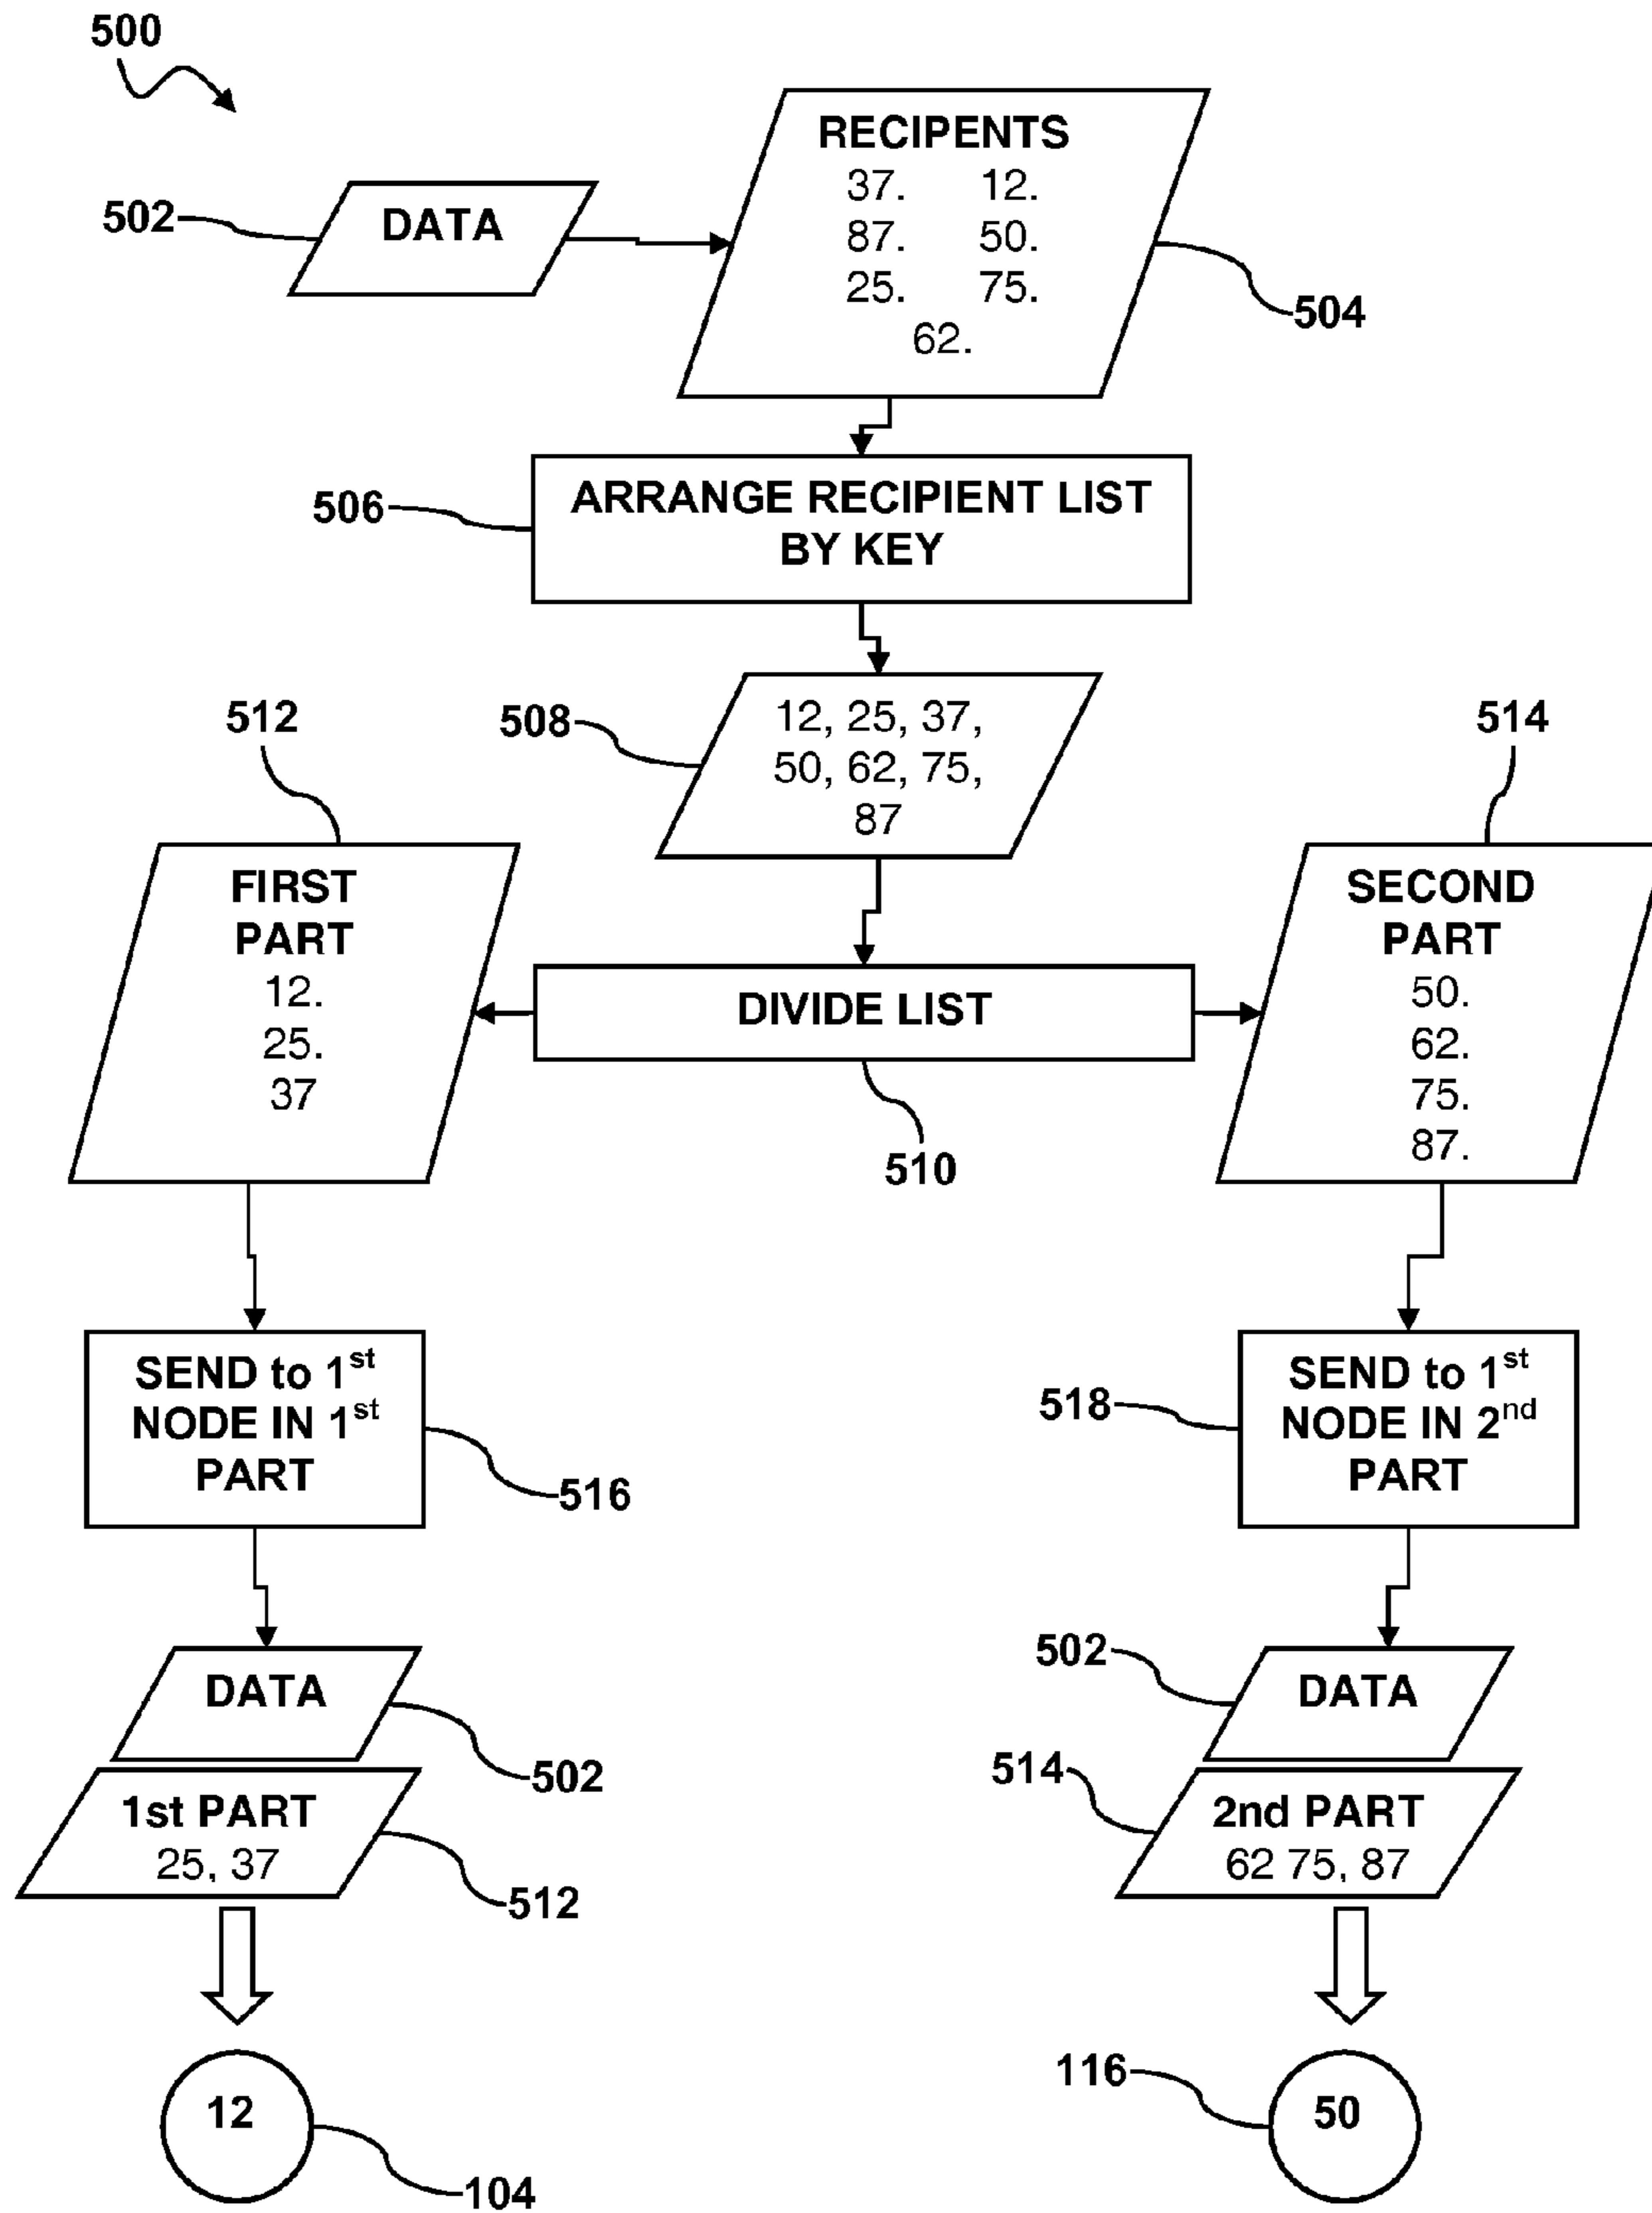 500
RECIPENTS
37. 12.
87. 50.
25. 75.
62.
502
DATA
504
506
ARRANGE RECIPIENT LIST
BY KEY
508
12, 25, 37,
50, 62, 75,
87
512
FIRST
PART
12.
25.
37
514
SECOND
PART
50.
62.
75.
87.
DIVIDE LIST
510
SEND to 1st
NODE IN 1st
PART
516
518
SEND to 1st
NODE IN 2nd
PART
DATA
502
1st PART
25, 37
512
502
DATA
514
2nd PART
62 75, 87
12
104
116
50